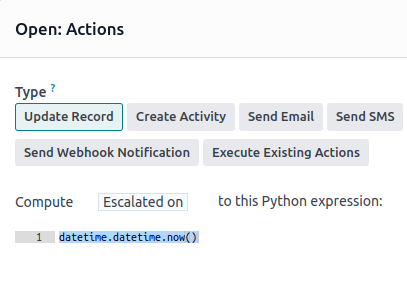 Open: Actions
Type ?
Update Record Create Activity Send Email Send SMS
Send Webhook Notification Execute Existing Actions
Compute Escalated on to this Python expression:
1 datetime.datetime.now()